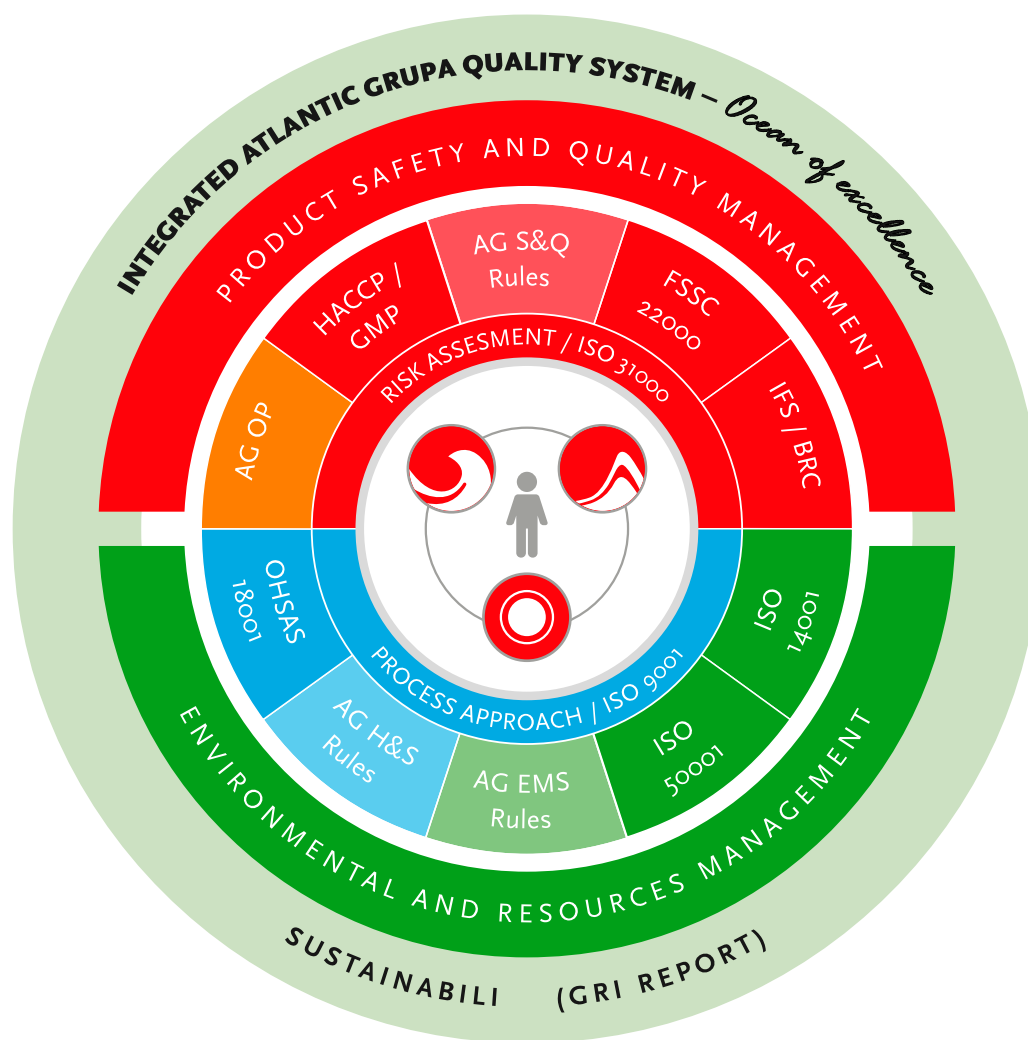 INTEGRATED ATLANTIC GRUPA QUALITY SYSTEM – Ocean of excellence
PRODUCT SAFETY AND QUALITY MANAGEMENT
AG OP
HACCP /
GMP
AG S&Q
Rules
FSSC
22000
IFS / BRC
RISK ASSESMENT / ISO 31000
PROCESS APPROACH / ISO 9001
OHSAS
18001
AG H&S
Rules
AG EMS
Rules
ISO
50001
ISO
14001
ENVIRONMENTAL AND RESOURCES MANAGEMENT
SUSTAINABILI (GRI REPORT)